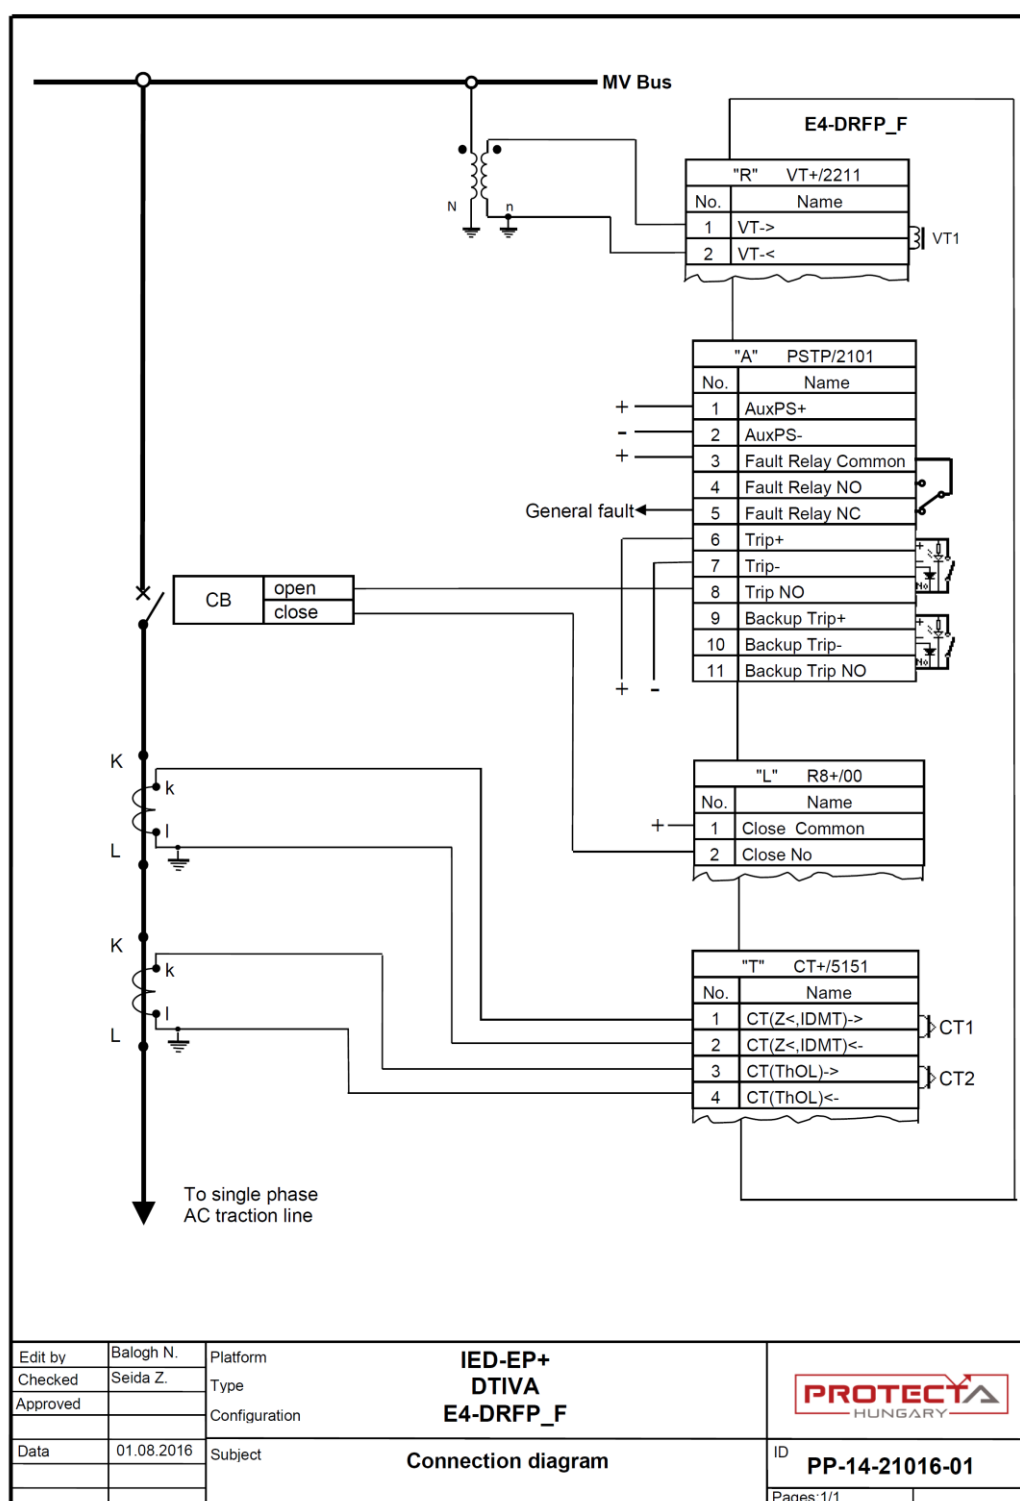 MV Bus
E4-DRFP_F
"R" VT+/2211
No. Name
1 VT->
2 VT-<
VT1
N n
"A" PSTP/2101
No. Name
+ 1 AuxPS+
- 2 AuxPS-
+ 3 Fault Relay Common
4 Fault Relay NO
General fault 5 Fault Relay NC
6 Trip+
7 Trip-
8 Trip NO
9 Backup Trip+
10 Backup Trip-
11 Backup Trip NO
+ -
CB open
close
"L" R8+/00
No. Name
+ 1 Close Common
2 Close No
K
k
l
L
K
k
l
L
"T" CT+/5151
No. Name
1 CT(Z<,IDMT)->
2 CT(Z<,IDMT)<-
3 CT(ThOL)->
4 CT(ThOL)<-
CT1
CT2
To single phase
AC traction line
Edit by Balogh N.
Checked Seida Z.
Approved
Data 01.08.2016
Platform IED-EP+
Type DTIVA
Configuration E4-DRFP_F
Subject Connection diagram
PROTECTA
HUNGARY
ID PP-14-21016-01
Pages:1/1